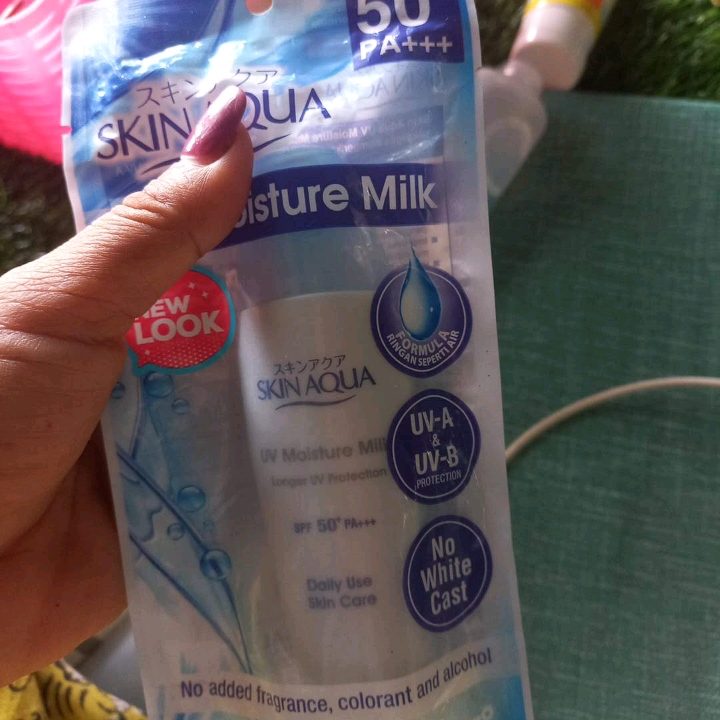 50
PA+++
スキンアクア
SKIN AQUA
Moisture Milk
NEW
LOOK
FORMULA
RINGAN SEPERTI AIR
スキンアクア
SKIN AQUA
UV Moisture Milk
longer UV Protection
SPF 50+ PA+++
Daily Use
Skin Care
UV-A
&
UV-B
PROTECTION
No
White
Cast
No added fragrance, colorant and alcohol